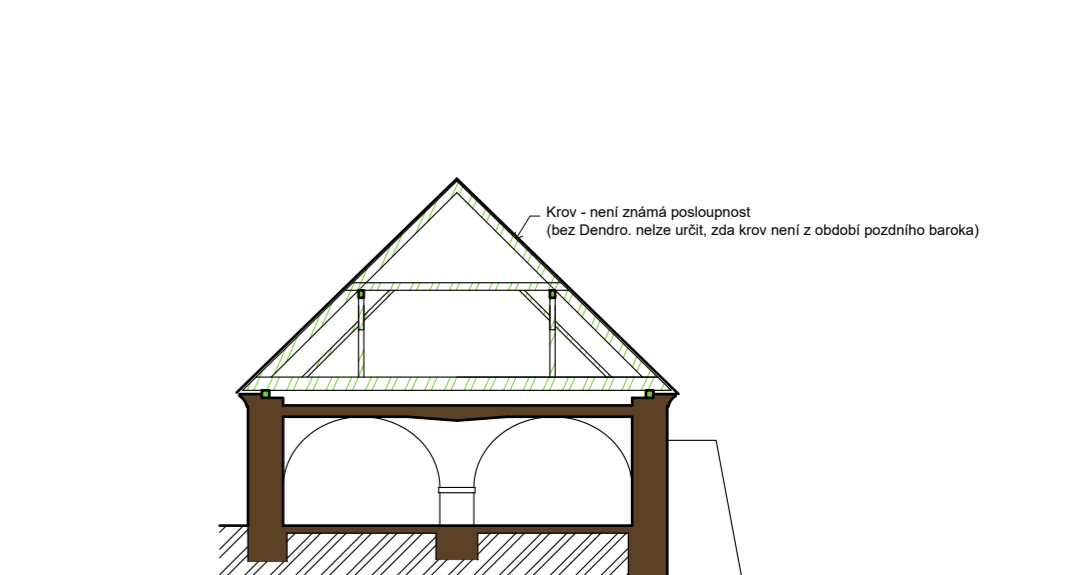 Krov - není známá posloupnost
(bez Dendro. nelze určit, zda krov není z období pozdního baroka)